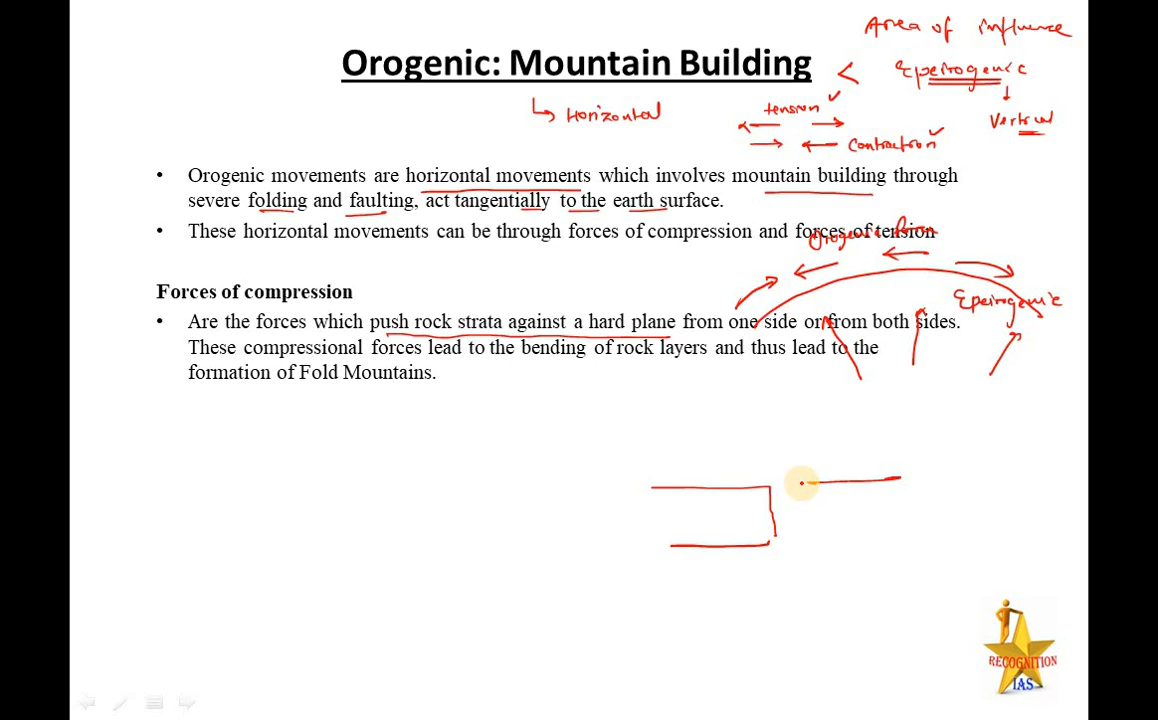 Area of influence
Orogenic: Mountain Building < Epeirogenic
↳ Horizontal
tension ✓
Vertical
Contraction ✓
• Orogenic movements are horizontal movements which involves mountain building through
severe folding and faulting, act tangentially to the earth surface.
• These horizontal movements can be through forces of compression and forces of tension
Orogenic
Forces of compression
Epeirogenic
• Are the forces which push rock strata against a hard plane from one side or from both sides.
These compressional forces lead to the bending of rock layers and thus lead to the
formation of Fold Mountains.
RECOGNITION
IAS